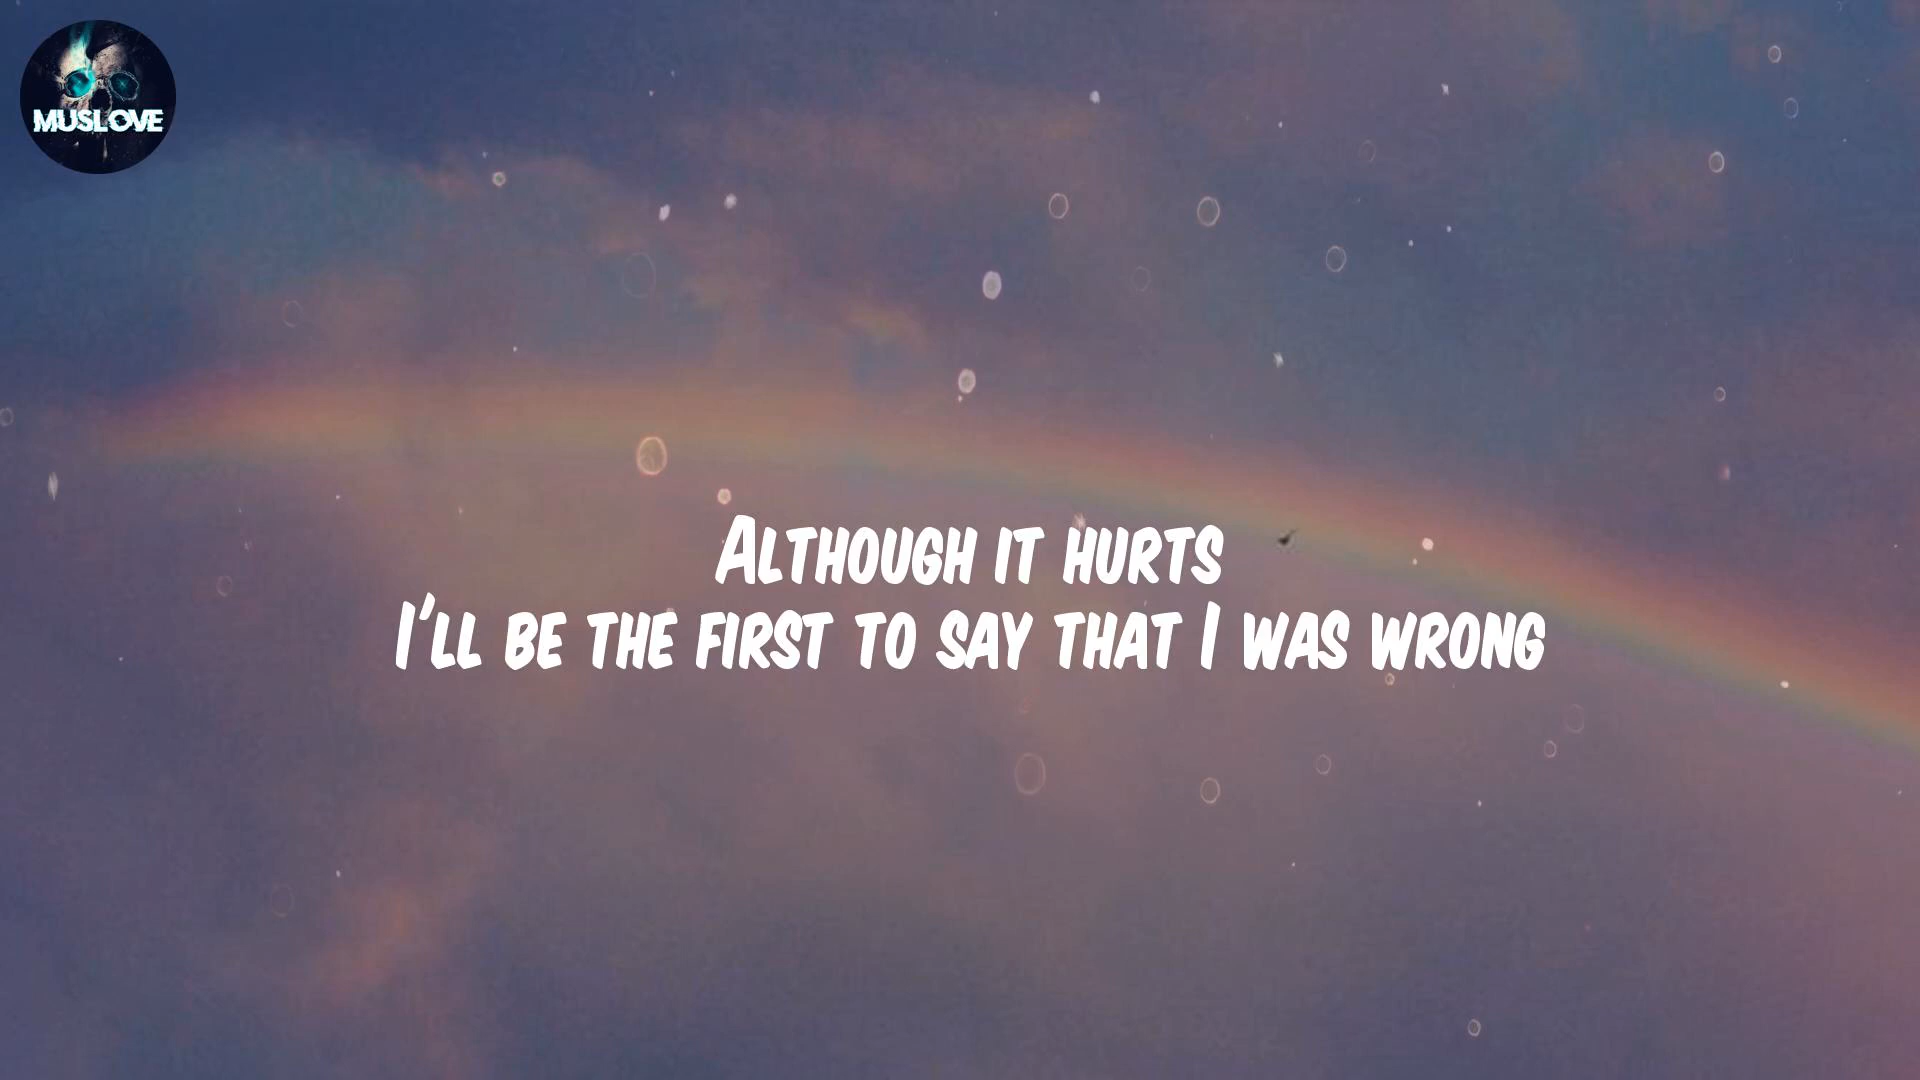 MUSLOVE
Although it hurts
I'll be the first to say that I was wrong